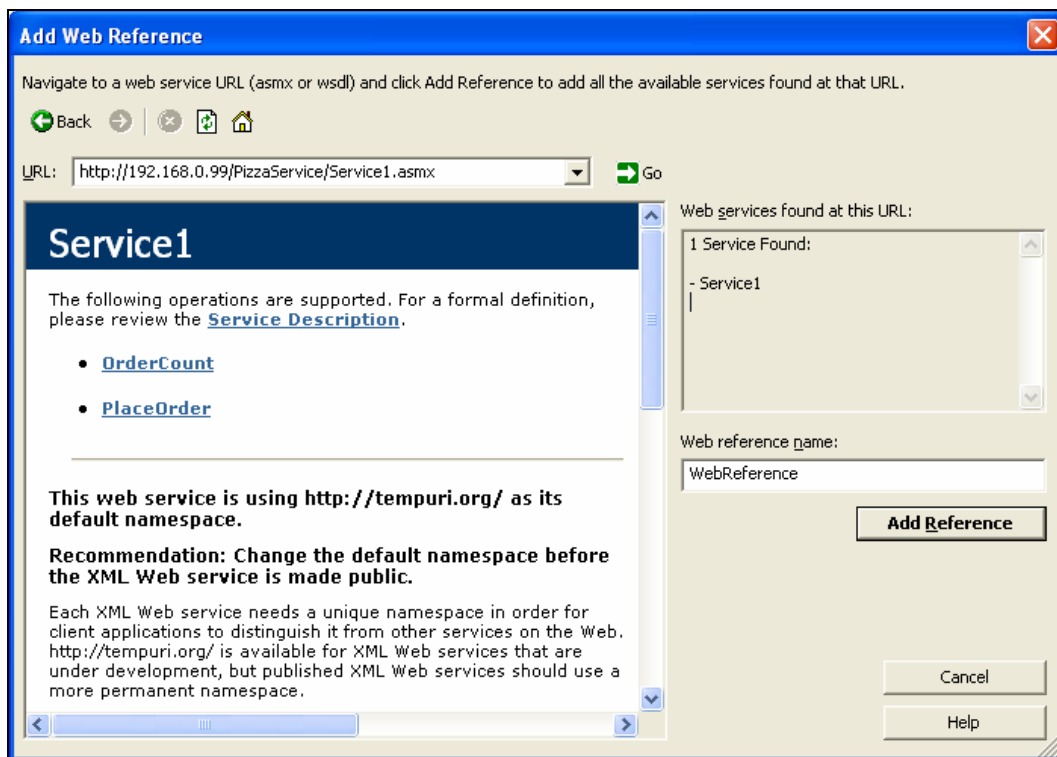 Add Web Reference
Navigate to a web service URL (asmx or wsdl) and click Add Reference to add all the available services found at that URL.
Back
URL: http://192.168.0.99/PizzaService/Service1.asmx Go
Service1
The following operations are supported. For a formal definition,
please review the Service Description.
• OrderCount
• PlaceOrder
This web service is using http://tempuri.org/ as its
default namespace.
Recommendation: Change the default namespace before
the XML Web service is made public.
Each XML Web service needs a unique namespace in order for
client applications to distinguish it from other services on the Web.
http://tempuri.org/ is available for XML Web services that are
under development, but published XML Web services should use a
more permanent namespace.
Web services found at this URL:
1 Service Found:
- Service1
Web reference name:
WebReference
Add Reference
Cancel
Help